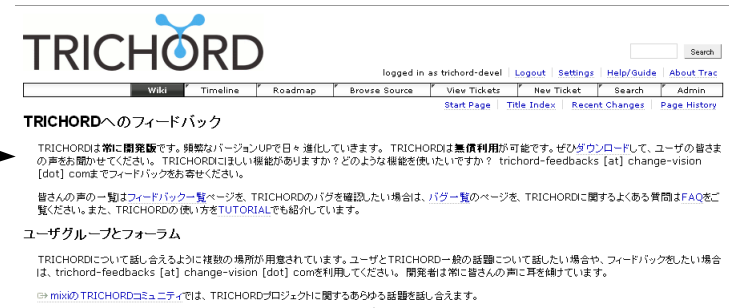 TRICHORD
Search
logged in as trichord-devel Logout Settings Help/Guide About Trac
Wiki Timeline Roadmap Browse Source View Tickets New Ticket Search Admin
Start Page Title Index Recent Changes Page History
TRICHORDへのフィードバック
TRICHORDは常に開発版です。頻繁なバージョンUPで日々進化していきます。 TRICHORDは無償利用が可能です。ぜひダウンロードして、ユーザの皆さま
の声をお聞かせください。 TRICHORDにほしい機能がありますか？どのような機能を使いたいですか？ trichord-feedbacks [at] change-vision
[dot] comまでフィードバックをお寄せください。
皆さんの声の一覧はフィードバック一覧ページを、TRICHORDのバグを確認したい場合は、バグ一覧のページを、TRICHORDに関するよくある質問はFAQをご
覧ください。また、TRICHORDの使い方をTUTORIALでも紹介しています。
ユーザグループとフォーラム
TRICHORDについて話し合えるように複数の場所が用意されています。ユーザとTRICHORD一般の話題について話したい場合や、フィードバックをしたい場合
は、trichord-feedbacks [at] change-vision [dot] comを利用してください。 開発者は常に皆さんの声に耳を傾けています。
mixiのTRICHORDコミュニティでは、TRICHORDプロジェクトに関するあらゆる話題を話し合えます。